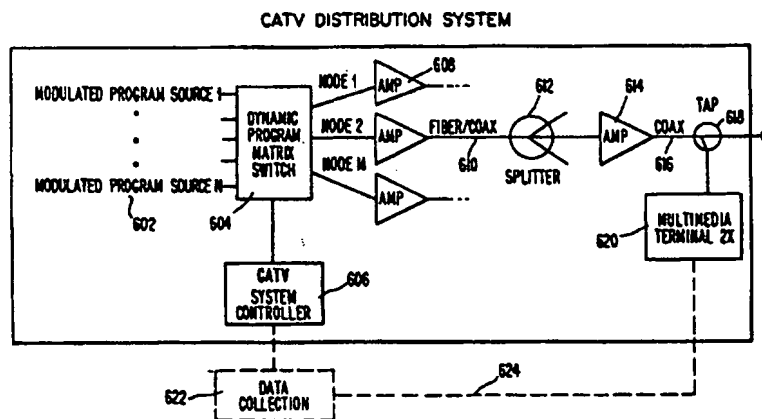 CATV DISTRIBUTION SYSTEM
MODULATED PROGRAM SOURCE 1
MODULATED PROGRAM SOURCE N
602
DYNAMIC
PROGRAM
MATRIX
SWITCH
604
NODE 1
NODE 2
NODE M
AMP
608
AMP
AMP
FIBER/COAX
610
612
SPLITTER
614
AMP
COAX
616
TAP
618
620
MULTIMEDIA
TERMINAL 2X
CATV
SYSTEM
CONTROLLER
606
622
DATA
COLLECTION
624